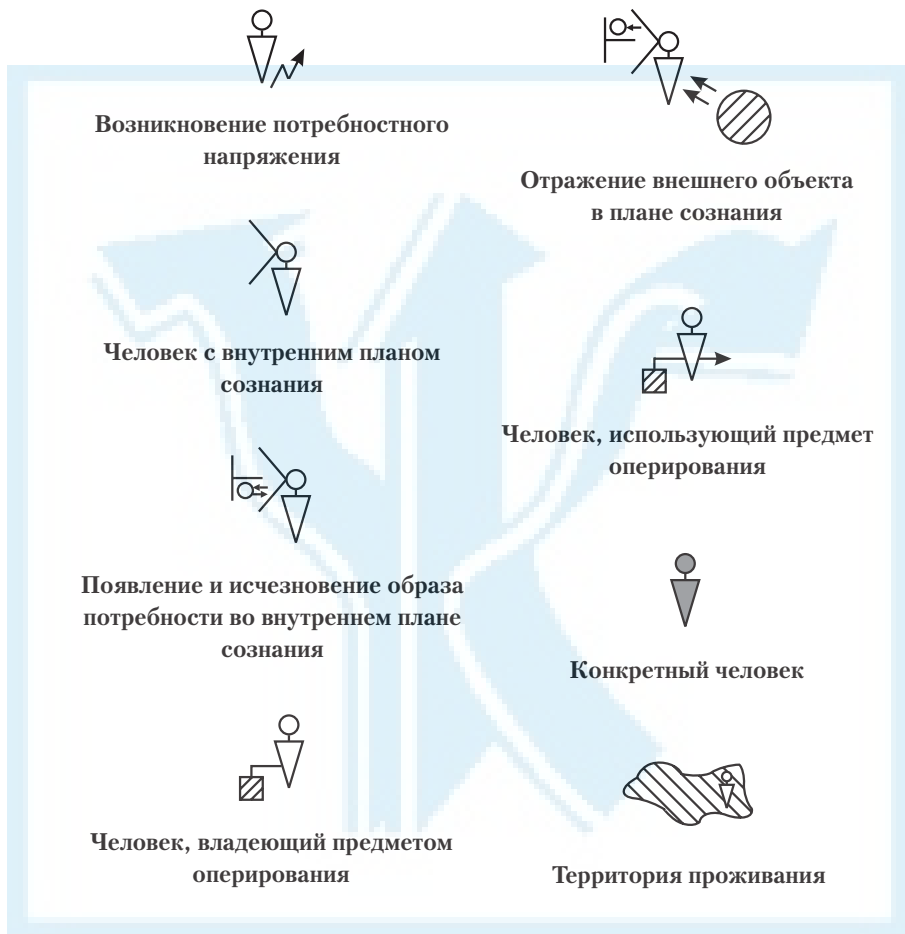 Возникновение потребностного
напряжения
Отражение внешнего объекта
в плане сознания
Человек с внутренним планом
сознания
Человек, использующий предмет
оперирования
Появление и исчезновение образа
потребности во внутреннем плане
сознания
Конкретный человек
Человек, владеющий предметом
оперирования
Территория проживания